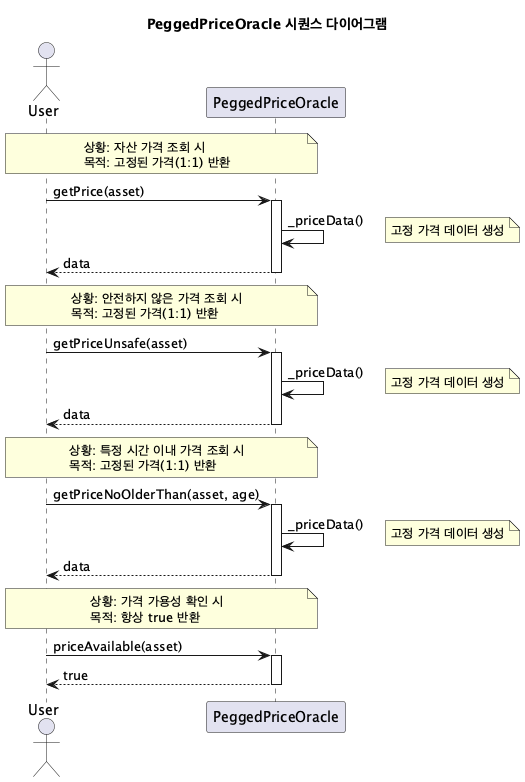 PeggedPriceOracle 시퀀스 다이어그램
User
PeggedPriceOracle
상황: 자산 가격 조회 시
목적: 고정된 가격(1:1) 반환
getPrice(asset)
_priceData()
고정 가격 데이터 생성
data
상황: 안전하지 않은 가격 조회 시
목적: 고정된 가격(1:1) 반환
getPriceUnsafe(asset)
_priceData()
고정 가격 데이터 생성
data
상황: 특정 시간 이내 가격 조회 시
목적: 고정된 가격(1:1) 반환
getPriceNoOlderThan(asset, age)
_priceData()
고정 가격 데이터 생성
data
상황: 가격 가용성 확인 시
목적: 항상 true 반환
priceAvailable(asset)
true
User
PeggedPriceOracle